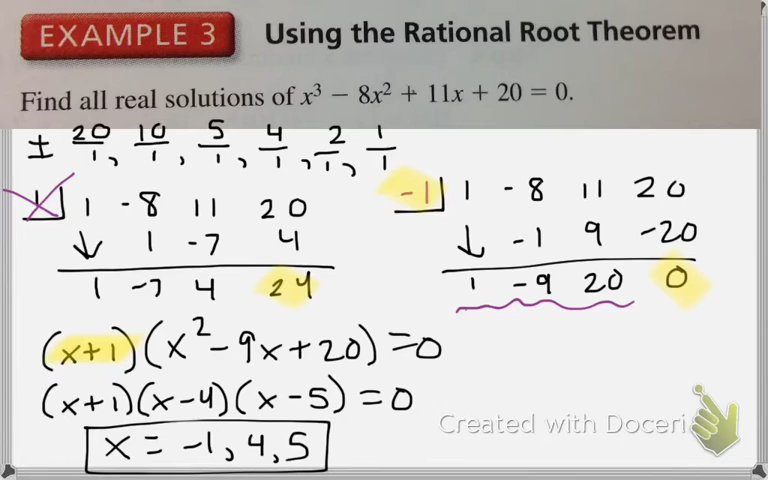 EXAMPLE 3 Using the Rational Root Theorem
Find all real solutions of x³ − 8x² + 11x + 20 = 0.
± 20/1, 10/1, 5/1, 4/1, 2/1, 1/1
1| 1 -8 11 20
↓ 1 -7 4
1 -7 4 24
-1| 1 -8 11 20
↓ -1 9 -20
1 -9 20 0
(x+1)(x²-9x+20)=0
(x+1)(x-4)(x-5)=0
x = -1, 4, 5
Created with Doceri